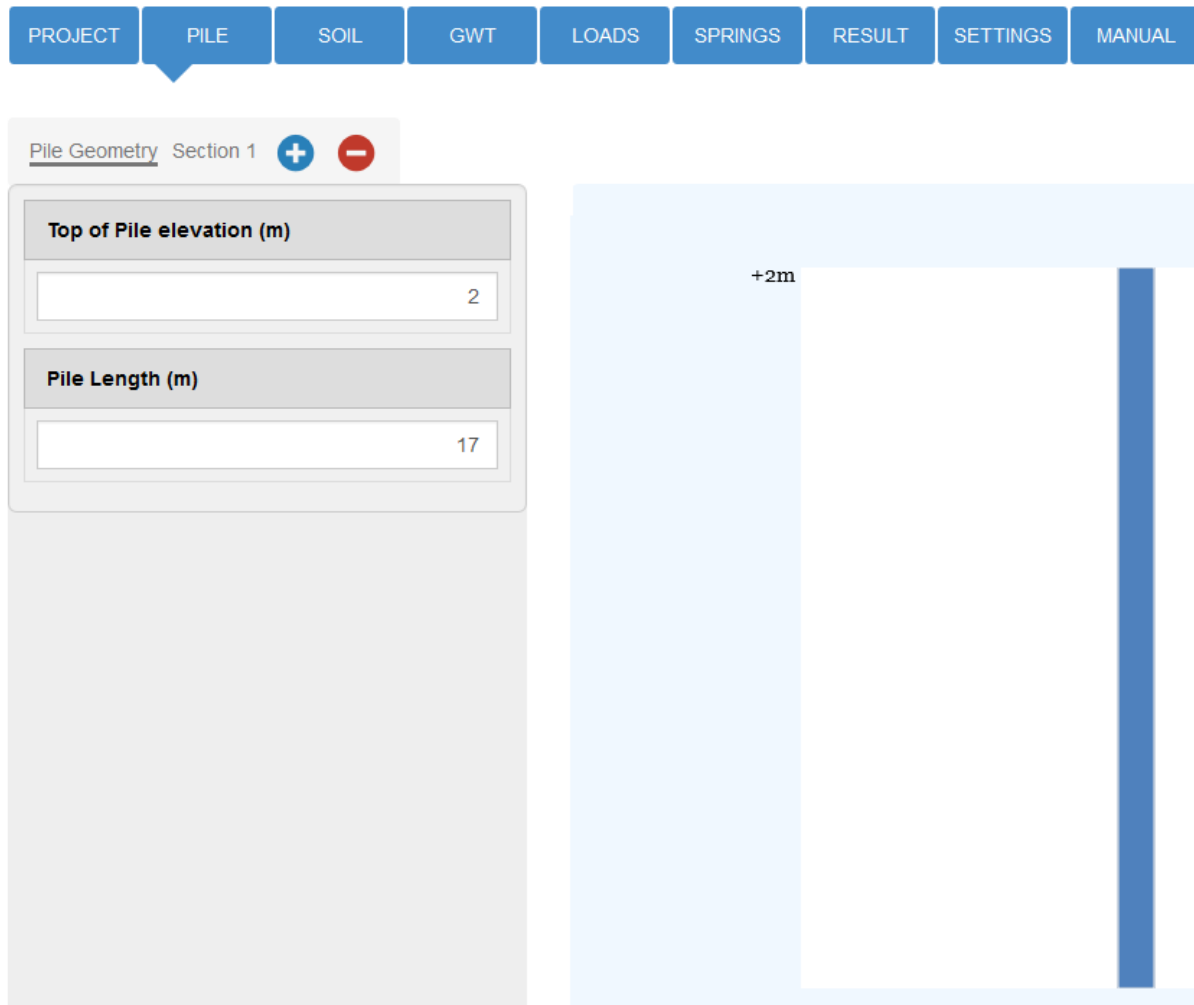 PROJECT PILE SOIL GWT LOADS SPRINGS RESULT SETTINGS MANUAL
Pile Geometry Section 1
Top of Pile elevation (m)
2
Pile Length (m)
17
+2m